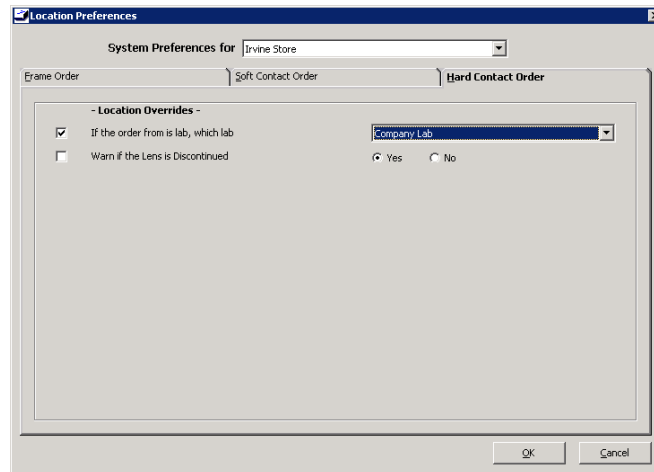 Location Preferences
System Preferences for Irvine Store
Frame Order Soft Contact Order Hard Contact Order
- Location Overrides -
If the order from is lab, which lab Company Lab
Warn if the Lens is Discontinued Yes No
OK Cancel